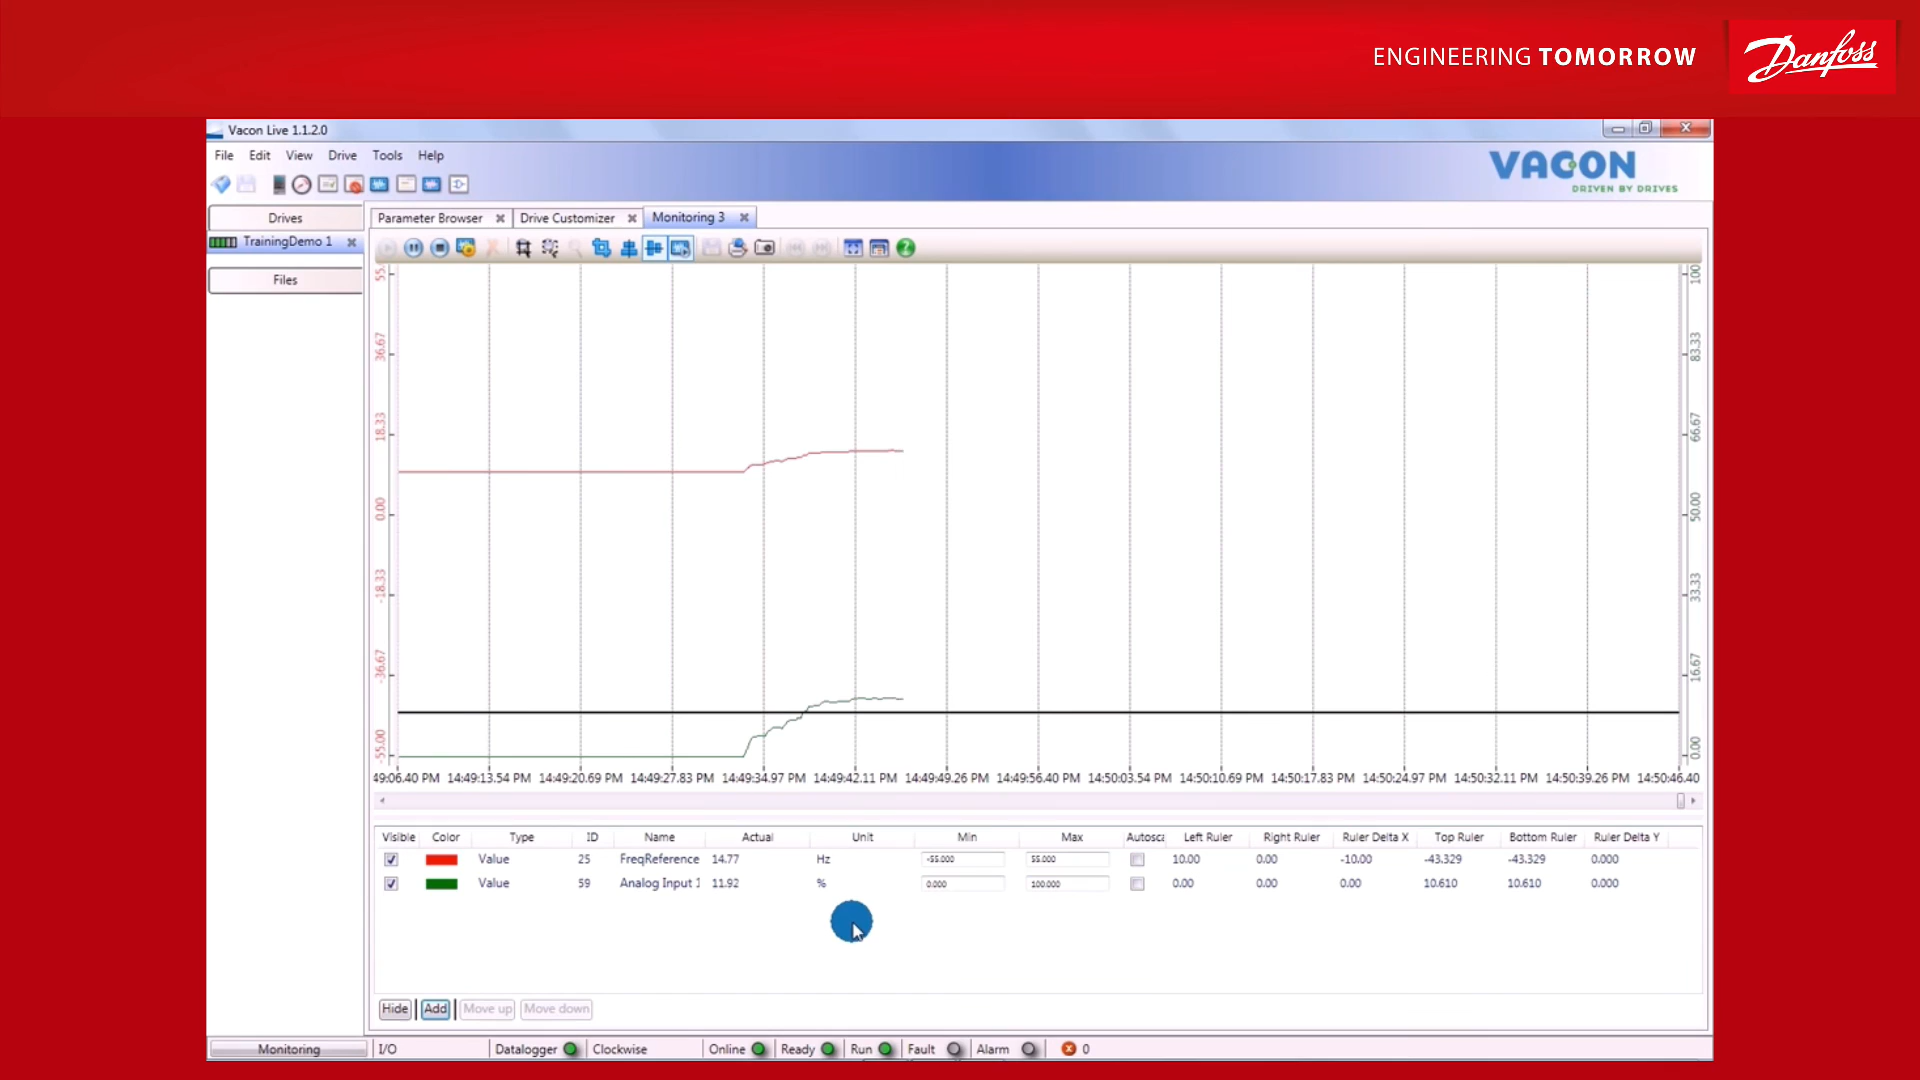 ENGINEERING TOMORROW
Danfoss
Vacon Live 1.1.2.0
File Edit View Drive Tools Help
VACON
DRIVEN BY DRIVES
Drives
Parameter Browser Drive Customizer Monitoring 3
TrainingDemo 1
Files
55. 36.67 18.33 0.00 -18.33 -36.67 -55.00
100 83.33 66.67 50.00 33.33 16.67 0.00
49:06.40 PM 14:49:13.54 PM 14:49:20.69 PM 14:49:27.83 PM 14:49:34.97 PM 14:49:42.11 PM 14:49:49.26 PM 14:49:56.40 PM 14:50:03.54 PM 14:50:10.69 PM 14:50:17.83 PM 14:50:24.97 PM 14:50:32.11 PM 14:50:39.26 PM 14:50:46.40
Visible Color Type ID Name Actual Unit Min Max Autosca Left Ruler Right Ruler Ruler Delta X Top Ruler Bottom Ruler Ruler Delta Y
Value 25 FreqReference 14.77 Hz -55.000 55.000 10.00 0.00 -10.00 -43.329 -43.329 0.000
Value 59 Analog Input 1 11.92 % 0.000 100.000 0.00 0.00 0.00 10.610 10.610 0.000
Hide Add Move up Move down
Monitoring I/O Datalogger Clockwise Online Ready Run Fault Alarm 0